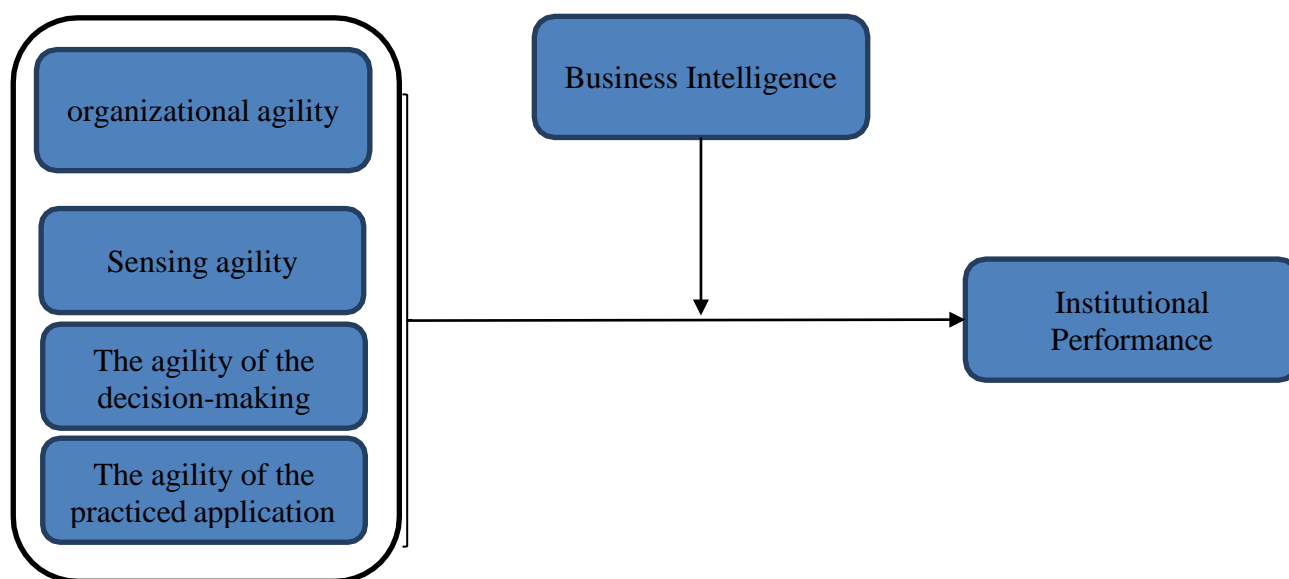 organizational agility
Business Intelligence
Sensing agility
The agility of the
decision-making
The agility of the
practiced application
Institutional
Performance